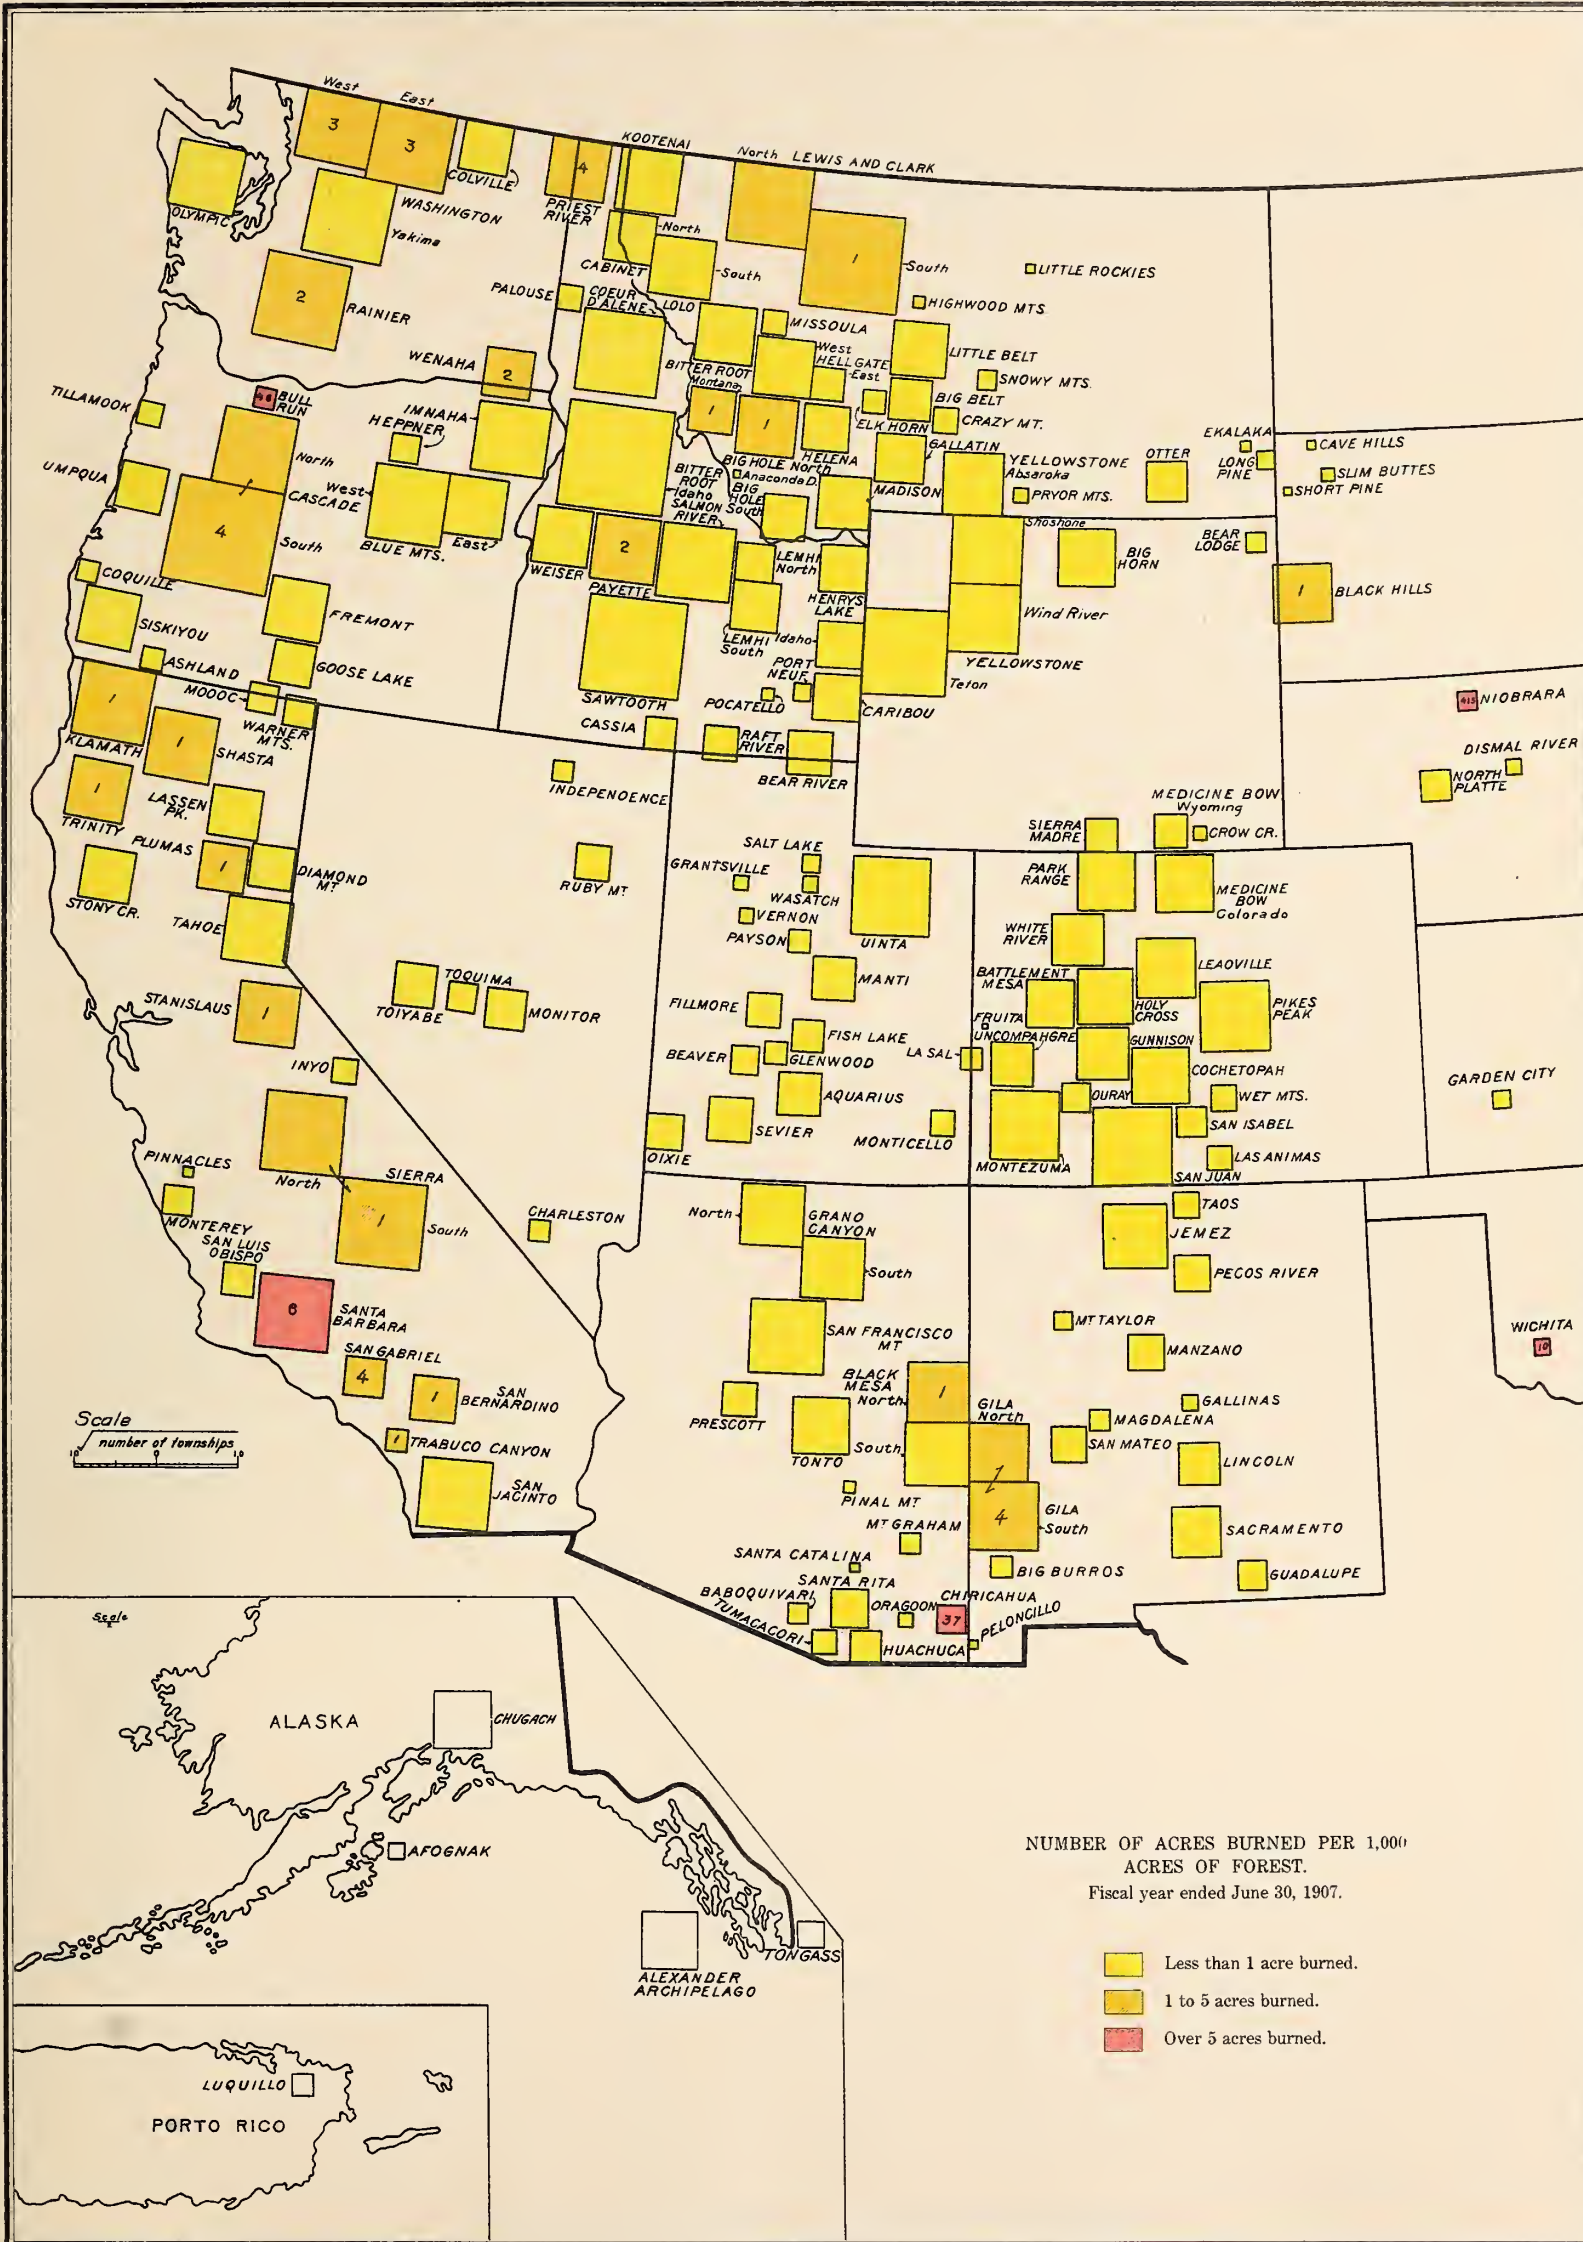 West
East
3
3
COLVILLE
4
PRIEST
RIVER
KOOTENAI
North LEWIS AND CLARK
OLYMPIC
WASHINGTON
Yakima
North
CABINET
South
1
South
LITTLE ROCKIES
HIGHWOOD MTS.
2
RAINIER
PALOUSE
COEUR
D'ALENE
LOLO
MISSOULA
West
HELL GATE
East
LITTLE BELT
SNOWY MTS.
WENAHA
2
BITTER ROOT
Montana
1
1
BIG BELT
ELK HORN
CRAZY MT.
TILLAMOOK
BULL
RUN
IMNAHA
HEPPNER
HELENA
GALLATIN
BIG HOLE North
Anaconda D.
BIG
HOLE
South
MADISON
YELLOWSTONE
Absaroka
PRYOR MTS.
OTTER
EKALAKA
LONG
PINE
CAVE HILLS
SLIM BUTTES
SHORT PINE
UMPQUA
North
CASCADE
West
4
South
BLUE MTS.
East
BITTER
ROOT
Idaho
SALMON
RIVER
WEISER
2
PAYETTE
LEMHI
North
HENRYS
LAKE
Shoshone
BIG
HORN
BEAR
LODGE
1
BLACK HILLS
COQUILLE
SISKIYOU
FREMONT
LEMHI
South
Idaho
Wind River
YELLOWSTONE
Teton
ASHLAND
MODOC
GOOSE LAKE
WARNER
MTS.
SAWTOOTH
PORT
NEUF
POCATELLO
CARIBOU
CASSIA
RAFT
RIVER
BEAR RIVER
415 NIOBRARA
DISMAL RIVER
NORTH
PLATTE
1
KLAMATH
1
SHASTA
1
TRINITY
LASSEN
PK.
PLUMAS
1
DIAMOND
MT
STONY CR.
TAHOE
INDEPENDENCE
RUBY MT
SALT LAKE
GRANTSVILLE
WASATCH
VERNON
PAYSON
UINTA
MANTI
MEDICINE BOW
Wyoming
SIERRA
MADRE
CROW CR.
PARK
RANGE
MEDICINE
BOW
Colorado
WHITE
RIVER
LEADVILLE
BATTLEMENT
MESA
HOLY
CROSS
PIKES
PEAK
FRUITA
UNCOMPAHGRE
GUNNISON
COCHETOPAH
OURAY
WET MTS.
SAN ISABEL
LAS ANIMAS
MONTEZUMA
SAN JUAN
GARDEN CITY
STANISLAUS
1
INYO
TOIYABE
TOQUIMA
MONITOR
FILLMORE
FISH LAKE
BEAVER
GLENWOOD
LA SAL
AQUARIUS
SEVIER
MONTICELLO
DIXIE
PINNACLES
North
SIERRA
1
South
MONTEREY
SAN LUIS
OBISPO
CHARLESTON
6
SANTA
BARBARA
SAN GABRIEL
4
1
SAN
BERNARDINO
1
TRABUCO CANYON
SAN
JACINTO
Scale
number of townships
10 0 10
North
GRAND
CANYON
South
SAN FRANCISCO
MT
BLACK
MESA
North
1
South
PRESCOTT
TONTO
PINAL MT
MT GRAHAM
TAOS
JEMEZ
PECOS RIVER
MT TAYLOR
MANZANO
GILA
North
MAGDALENA
GALLINAS
SAN MATEO
LINCOLN
4
GILA
South
SACRAMENTO
BIG BURROS
GUADALUPE
WICHITA
10
SANTA CATALINA
SANTA RITA
BABOQUIVARI
TUMACACORI
DRAGOON
CHIRICAHUA
37
PELONCILLO
HUACHUCA
Scale
ALASKA
CHUGACH
AFOGNAK
ALEXANDER
ARCHIPELAGO
TONGASS
LUQUILLO
PORTO RICO
NUMBER OF ACRES BURNED PER 1,000
ACRES OF FOREST.
Fiscal year ended June 30, 1907.
Less than 1 acre burned.
1 to 5 acres burned.
Over 5 acres burned.